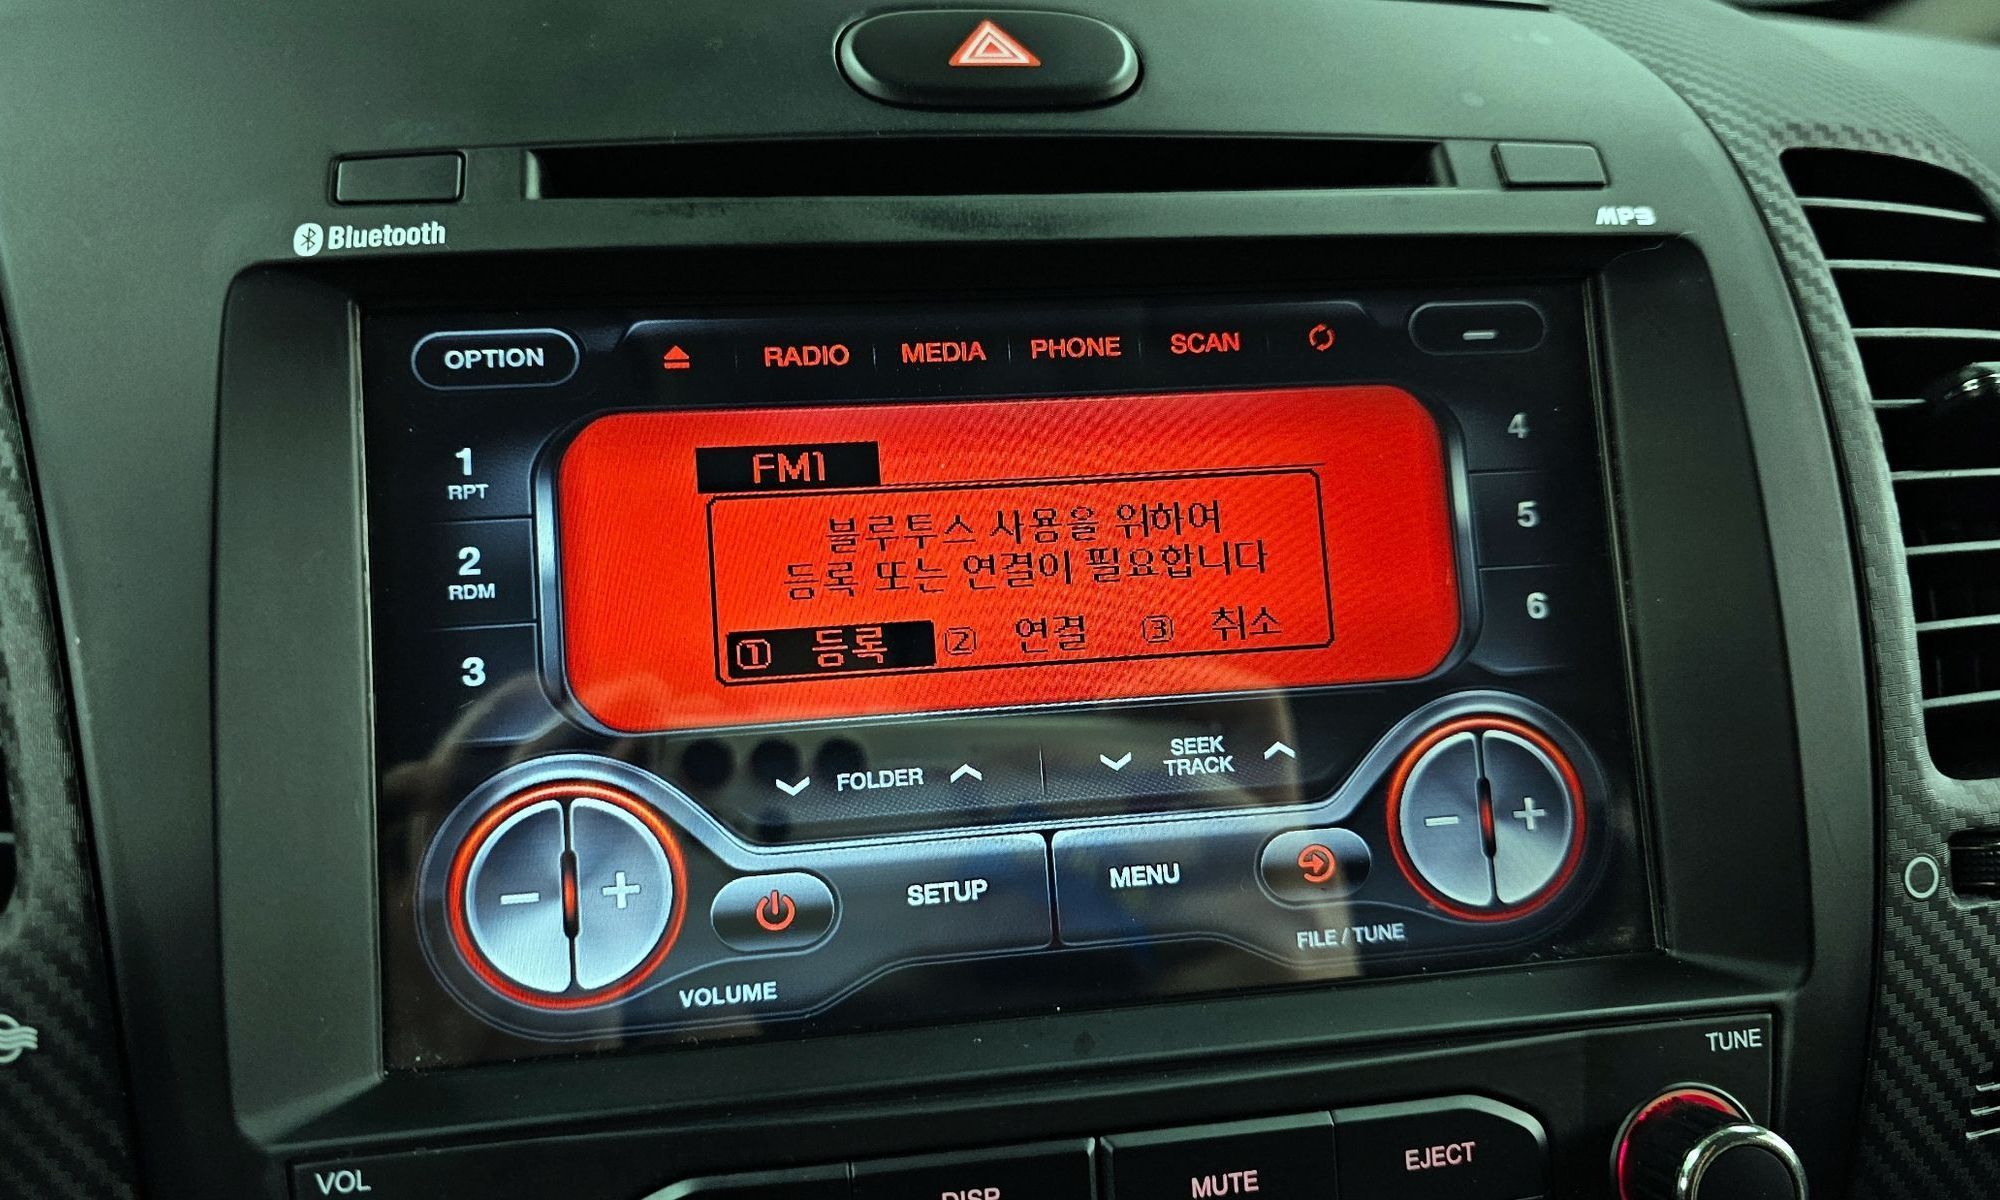 Bluetooth
MP3
OPTION
RADIO
MEDIA
PHONE
SCAN
1
RPT
2
RDM
3
4
5
6
FM1
블루투스 사용을 위하여
등록 또는 연결이 필요합니다
① 등록 ② 연결 ③ 취소
FOLDER
SEEK
TRACK
SETUP
MENU
FILE / TUNE
VOLUME
TUNE
VOL
DISP
MUTE
EJECT